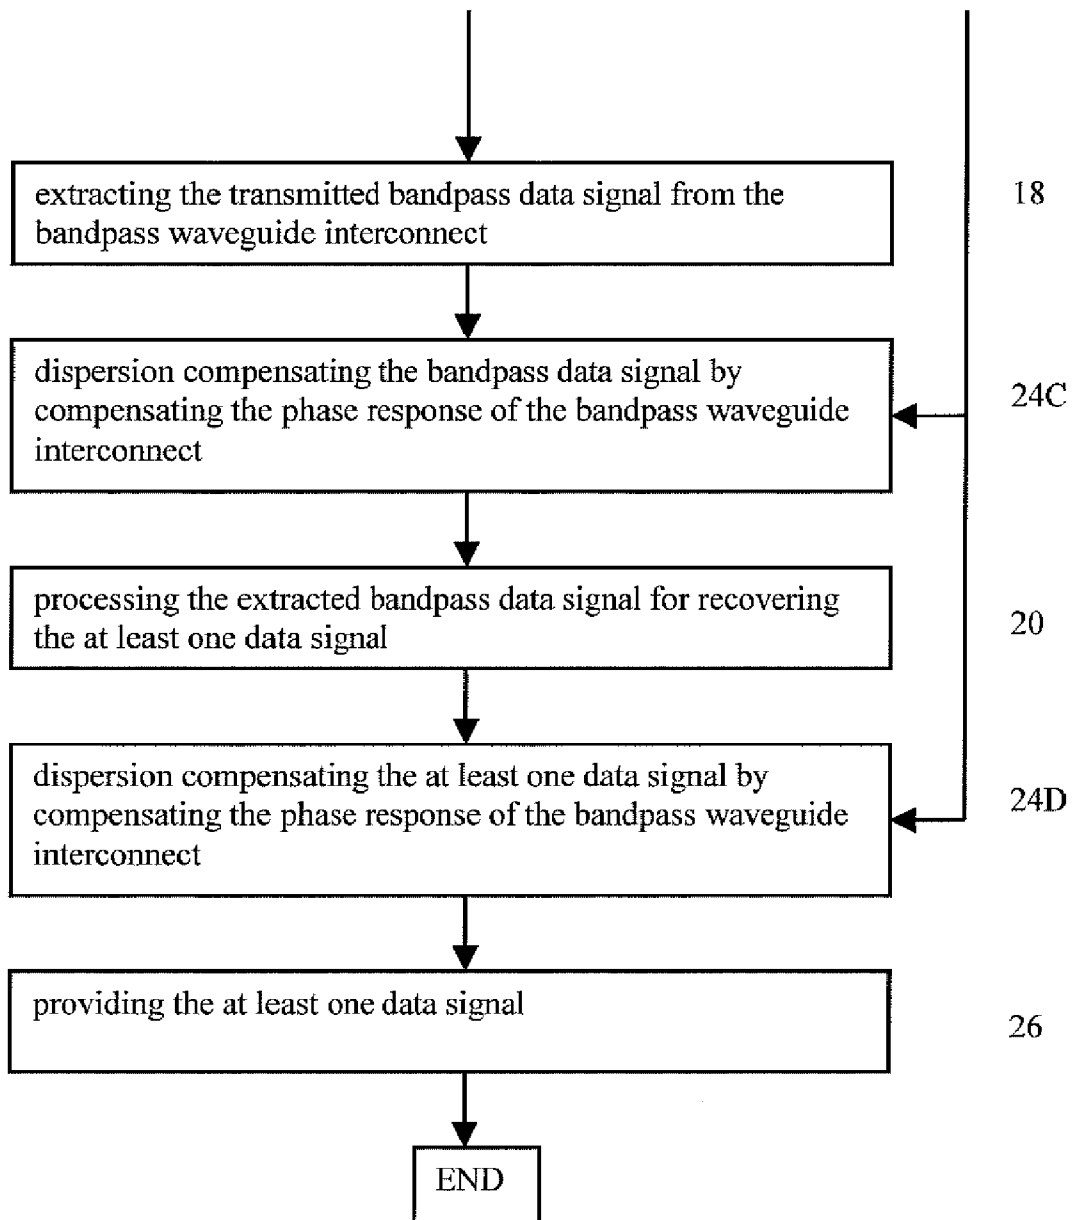 extracting the transmitted bandpass data signal from the
bandpass waveguide interconnect
18
dispersion compensating the bandpass data signal by
compensating the phase response of the bandpass waveguide
interconnect
24C
processing the extracted bandpass data signal for recovering
the at least one data signal
20
dispersion compensating the at least one data signal by
compensating the phase response of the bandpass waveguide
interconnect
24D
providing the at least one data signal
26
END